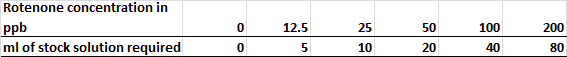 Rotenone concentration in
ppb 0 12.5 25 50 100 200
ml of stock solution required 0 5 10 20 40 80